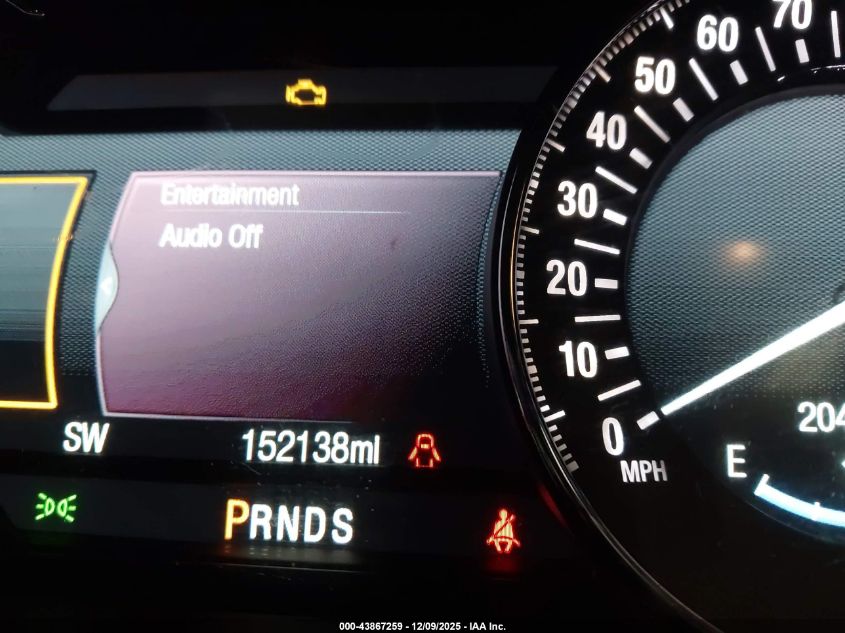 70
60
50
40
30
20
10
0
MPH
Entertainment
Audio Off
SW 152138mi
PRNDS
204
E
000-43867259 - 12/09/2025 - IAA Inc.